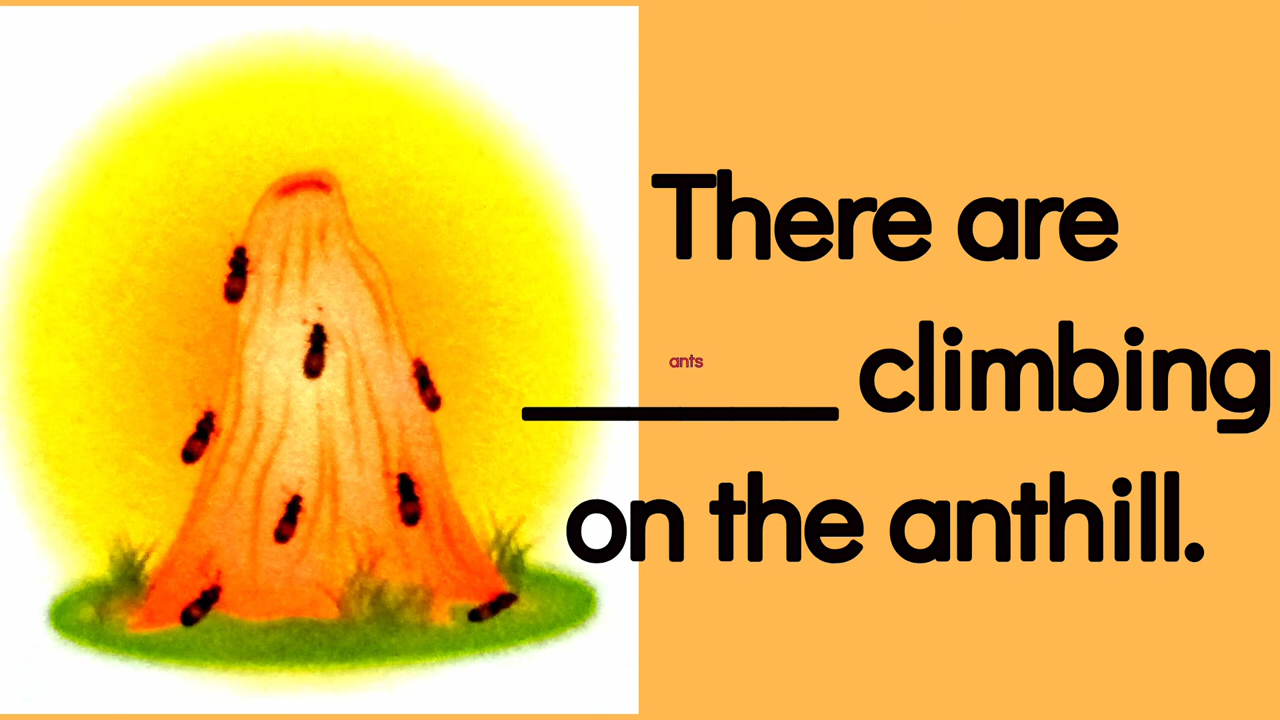 There are
ants
______ climbing
on the anthill.